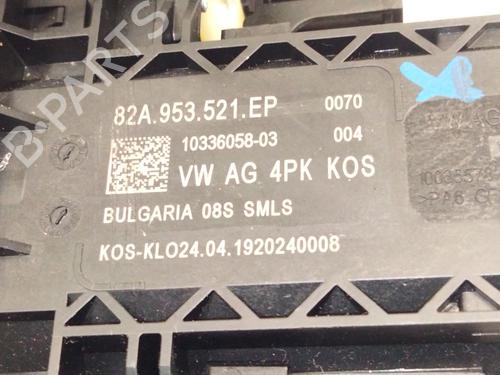 B-PARTS
82A.953.521.EP 0070
10336058-03 004
VW AG 4PK KOS
BULGARIA 08S SMLS
KOS-KLO24.04.1920240008